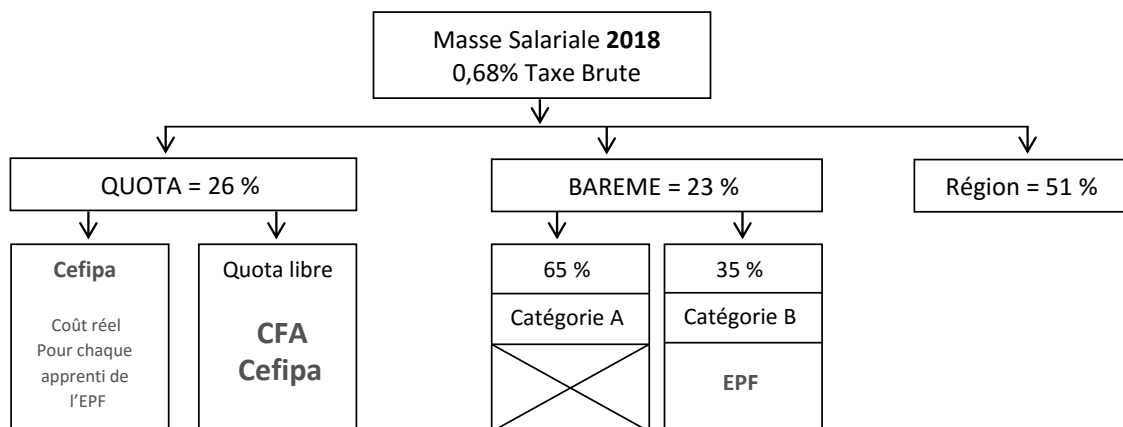 Masse Salariale 2018
0,68% Taxe Brute
QUOTA = 26 %
BAREME = 23 %
Région = 51 %
Cefipa
Coût réel
Pour chaque
apprenti de
l’EPF
Quota libre
CFA
Cefipa
65 %
Catégorie A
35 %
Catégorie B
EPF